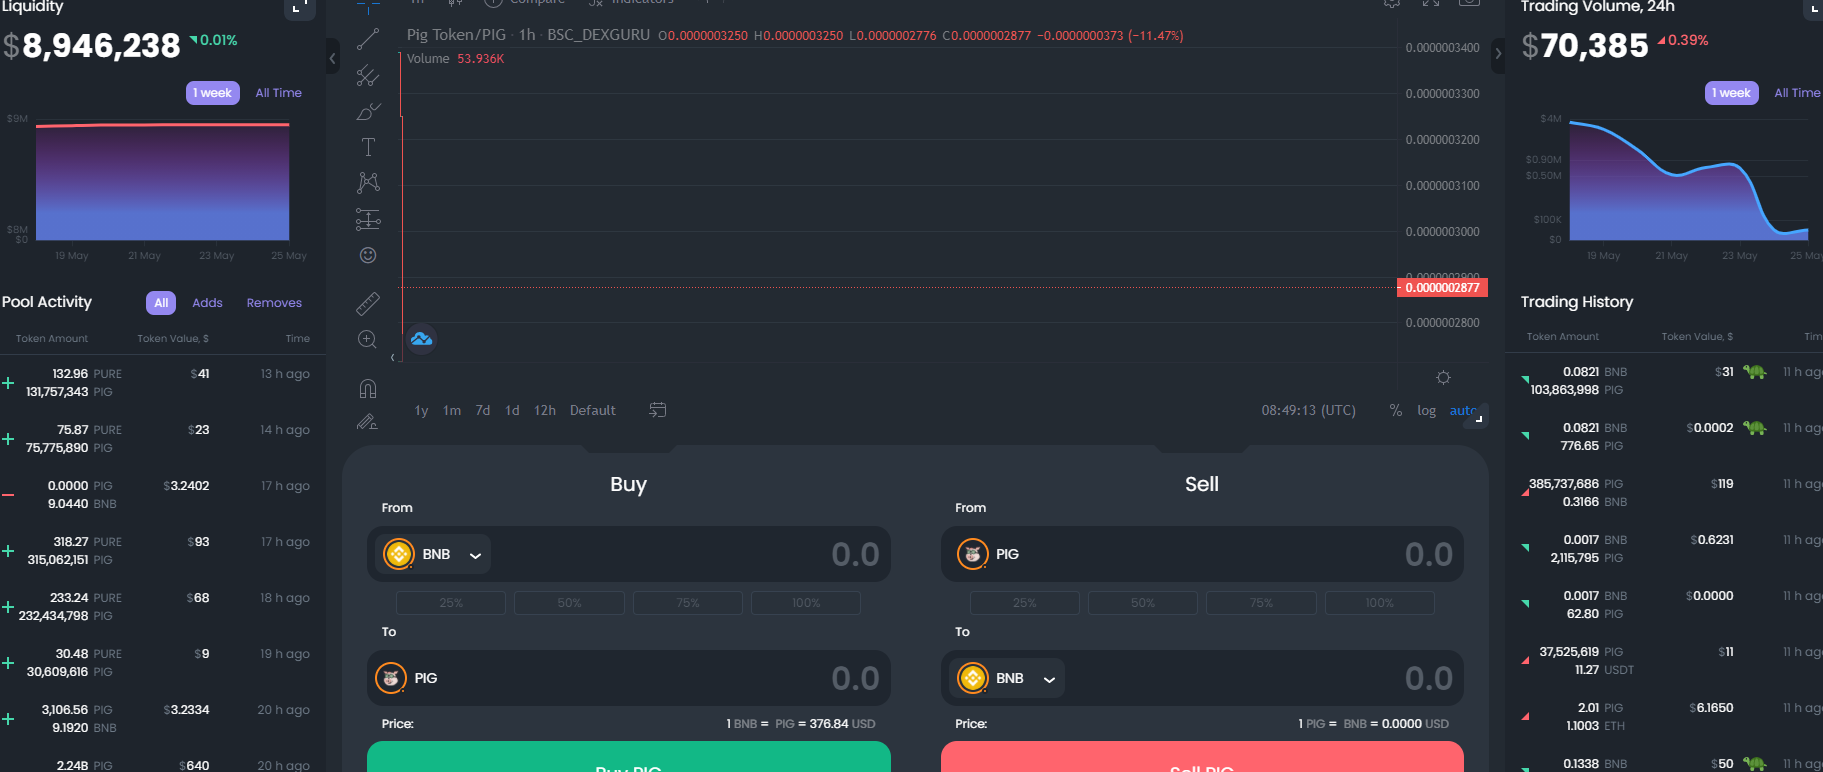 Liquidity
$8,946,238 0.01%
1 week All Time
$9M
$8M
$0
19 May 21 May 23 May 25 May
Pool Activity All Adds Removes
Token Amount Token Value, $ Time
132.96 PURE $41 13 h ago
131,757,343 PIG
75.87 PURE $23 14 h ago
75,775,890 PIG
0.0000 PIG $3.2402 17 h ago
9.0440 BNB
318.27 PURE $93 17 h ago
315,062,151 PIG
233.24 PURE $68 18 h ago
232,434,798 PIG
30.48 PURE $9 19 h ago
30,609,616 PIG
3,106.56 PIG $3.2334 20 h ago
9.1920 BNB
2.24B PIG $640 20 h ago
Compare Indicators
Pig Token/PIG · 1h · BSC_DEXGURU O0.0000003250 H0.0000003250 L0.0000002776 C0.0000002877 −0.0000000373 (−11.47%)
Volume 53.936K
0.0000003400
0.0000003300
0.0000003200
0.0000003100
0.0000003000
0.0000002900
0.0000002877
0.0000002800
1y 1m 7d 1d 12h Default
08:49:13 (UTC) % log auto
Buy
From
BNB 0.0
25% 50% 75% 100%
To
PIG 0.0
Price: 1 BNB = PIG = 376.84 USD
Buy PIG
Sell
From
PIG 0.0
25% 50% 75% 100%
To
BNB 0.0
Price: 1 PIG = BNB = 0.0000 USD
Sell PIG
Trading Volume, 24h
$70,385 0.39%
1 week All Time
$4M
$0.90M
$0.50M
$100K
$0
19 May 21 May 23 May 25 May
Trading History
Token Amount Token Value, $ Tim
0.0821 BNB $31 11 h ag
103,863,998 PIG
0.0821 BNB $0.0002 11 h ag
776.65 PIG
385,737,686 PIG $119 11 h ag
0.3166 BNB
0.0017 BNB $0.6231 11 h ag
2,115,795 PIG
0.0017 BNB $0.0000 11 h ag
62.80 PIG
37,525,619 PIG $11 11 h ag
11.27 USDT
2.01 PIG $6.1650 11 h ag
1.1003 ETH
0.1338 BNB $50 11 h ag